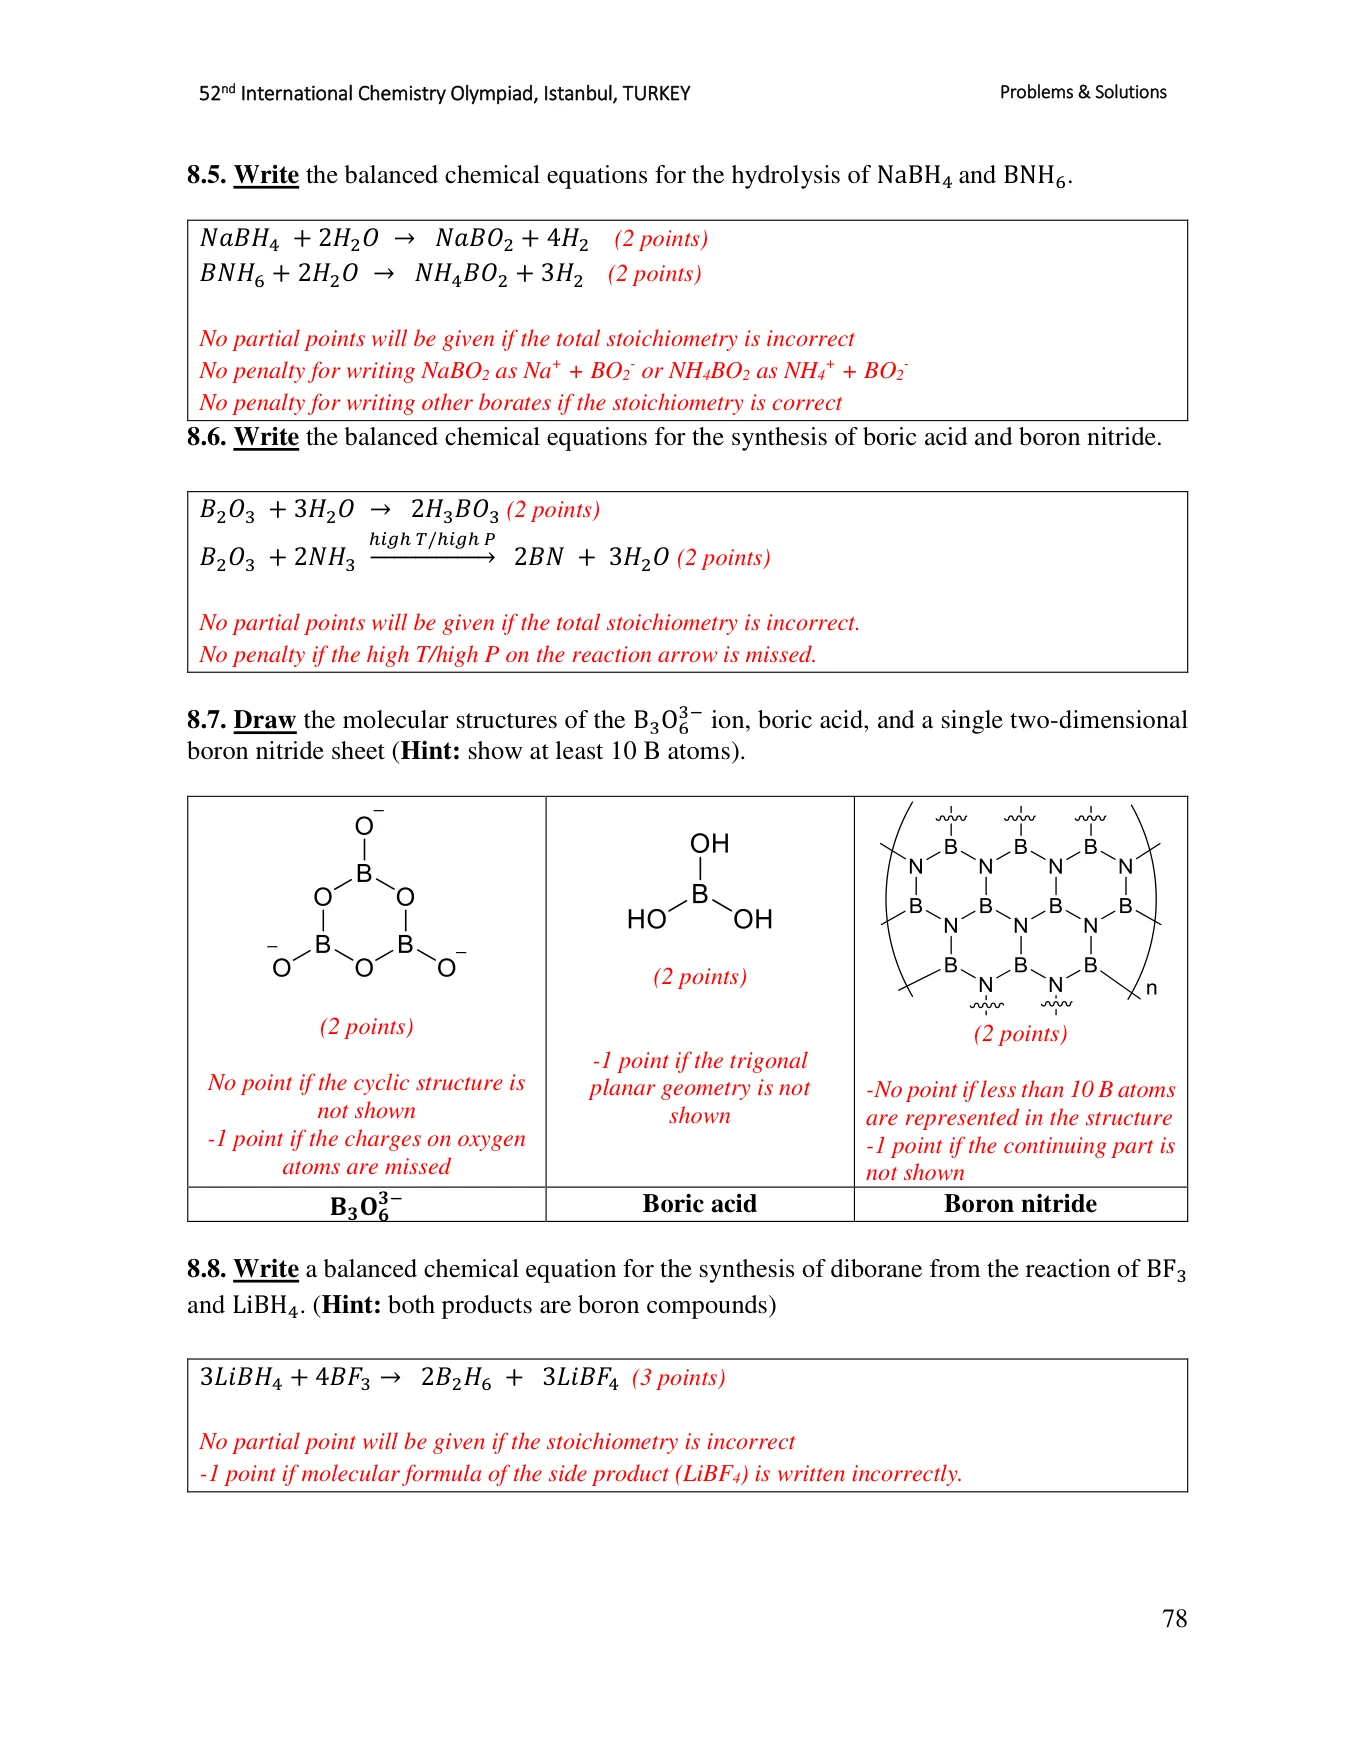 52nd International Chemistry Olympiad, Istanbul, TURKEY Problems & Solutions
8.5. Write the balanced chemical equations for the hydrolysis of NaBH₄ and BNH₆.
NaBH₄ + 2H₂O → NaBO₂ + 4H₂ (2 points)
BNH₆ + 2H₂O → NH₄BO₂ + 3H₂ (2 points)
No partial points will be given if the total stoichiometry is incorrect
No penalty for writing NaBO₂ as Na⁺ + BO₂⁻ or NH₄BO₂ as NH₄⁺ + BO₂⁻
No penalty for writing other borates if the stoichiometry is correct
8.6. Write the balanced chemical equations for the synthesis of boric acid and boron nitride.
B₂O₃ + 3H₂O → 2H₃BO₃ (2 points)
high T/high P
B₂O₃ + 2NH₃ → 2BN + 3H₂O (2 points)
No partial points will be given if the total stoichiometry is incorrect.
No penalty if the high T/high P on the reaction arrow is missed.
8.7. Draw the molecular structures of the B₃O₆³⁻ ion, boric acid, and a single two-dimensional
boron nitride sheet (Hint: show at least 10 B atoms).
O⁻
B
O O
B B
⁻O O O⁻
(2 points)
No point if the cyclic structure is
not shown
-1 point if the charges on oxygen
atoms are missed
OH
B
HO OH
(2 points)
-1 point if the trigonal
planar geometry is not
shown
B B B
N N N N
B B B B
N N N
B B B
N N n
(2 points)
-No point if less than 10 B atoms
are represented in the structure
-1 point if the continuing part is
not shown
B₃O₆³⁻ Boric acid Boron nitride
8.8. Write a balanced chemical equation for the synthesis of diborane from the reaction of BF₃
and LiBH₄. (Hint: both products are boron compounds)
3LiBH₄ + 4BF₃ → 2B₂H₆ + 3LiBF₄ (3 points)
No partial point will be given if the stoichiometry is incorrect
-1 point if molecular formula of the side product (LiBF₄) is written incorrectly.
78